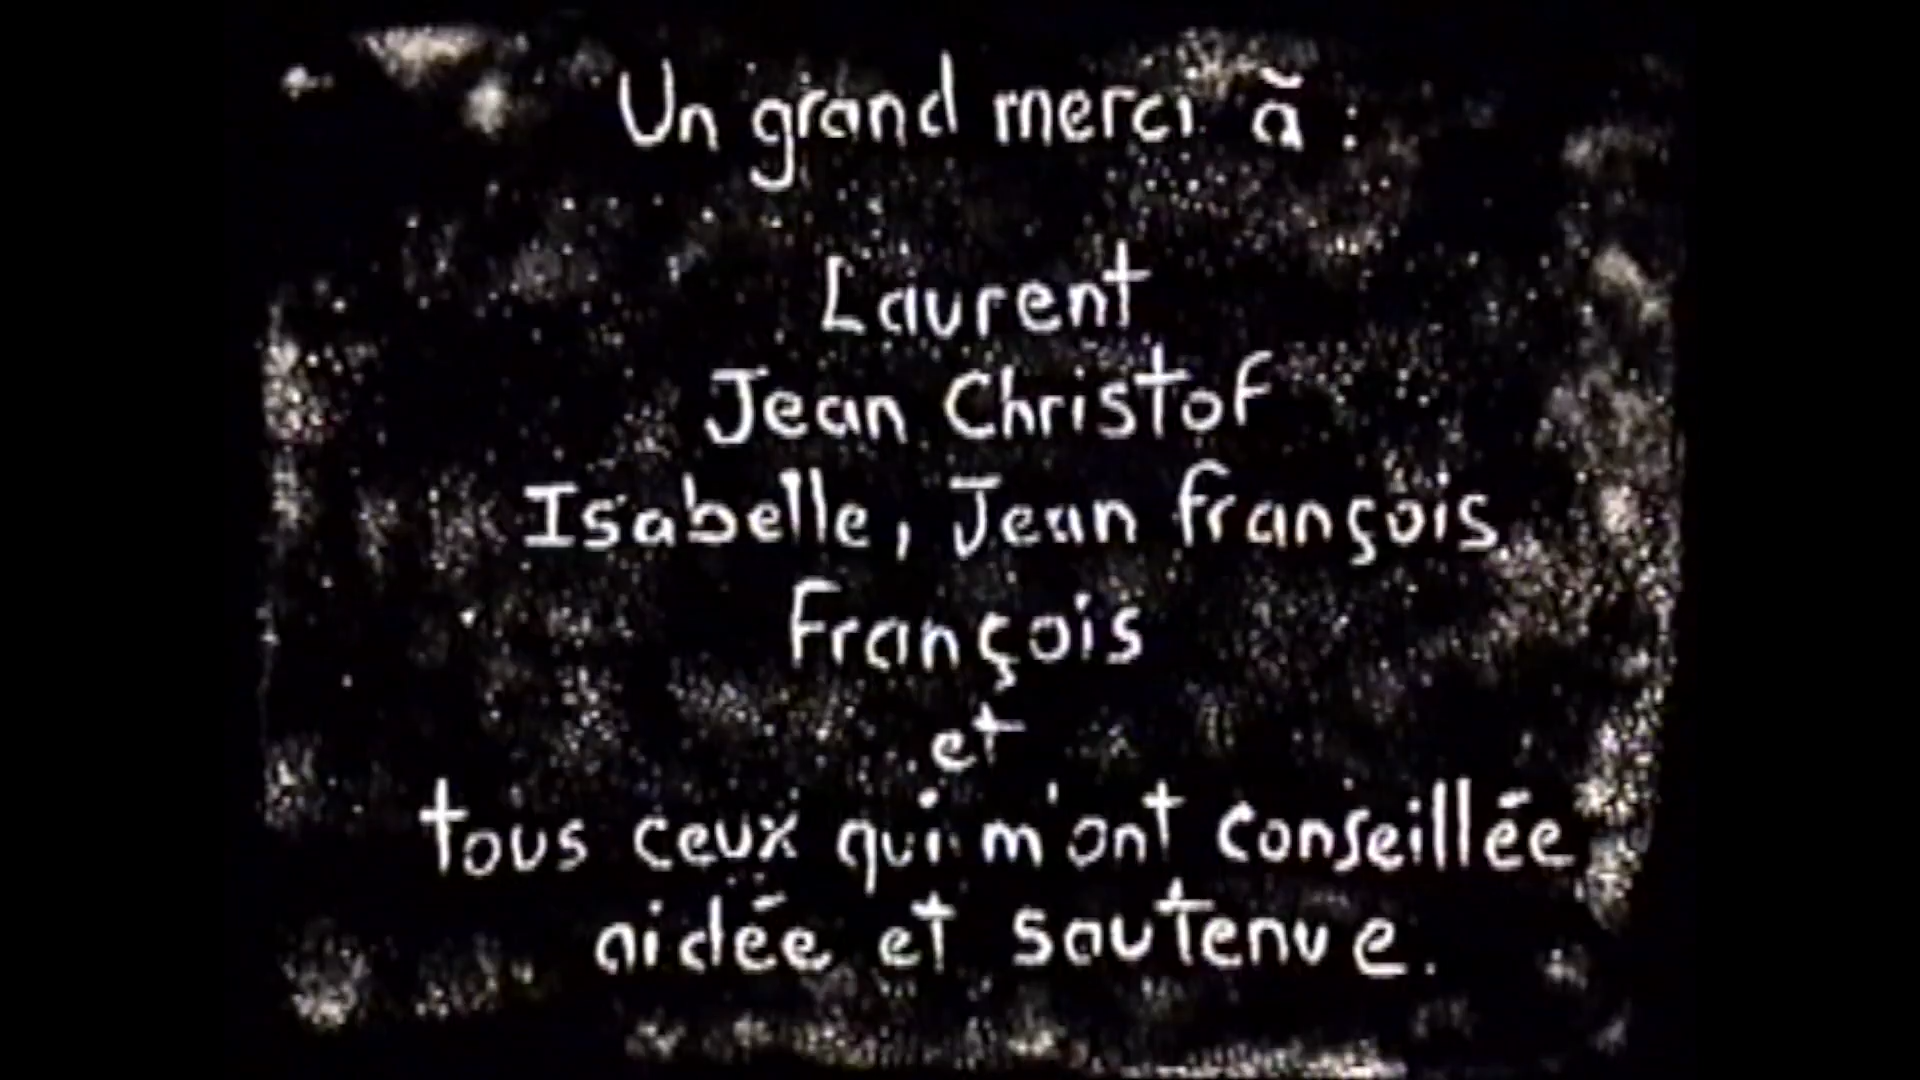 Un grand merci à :
Laurent
Jean Christof
Isabelle, Jean François
François
et
tous ceux qui m'ont conseillée
aidée et soutenue.